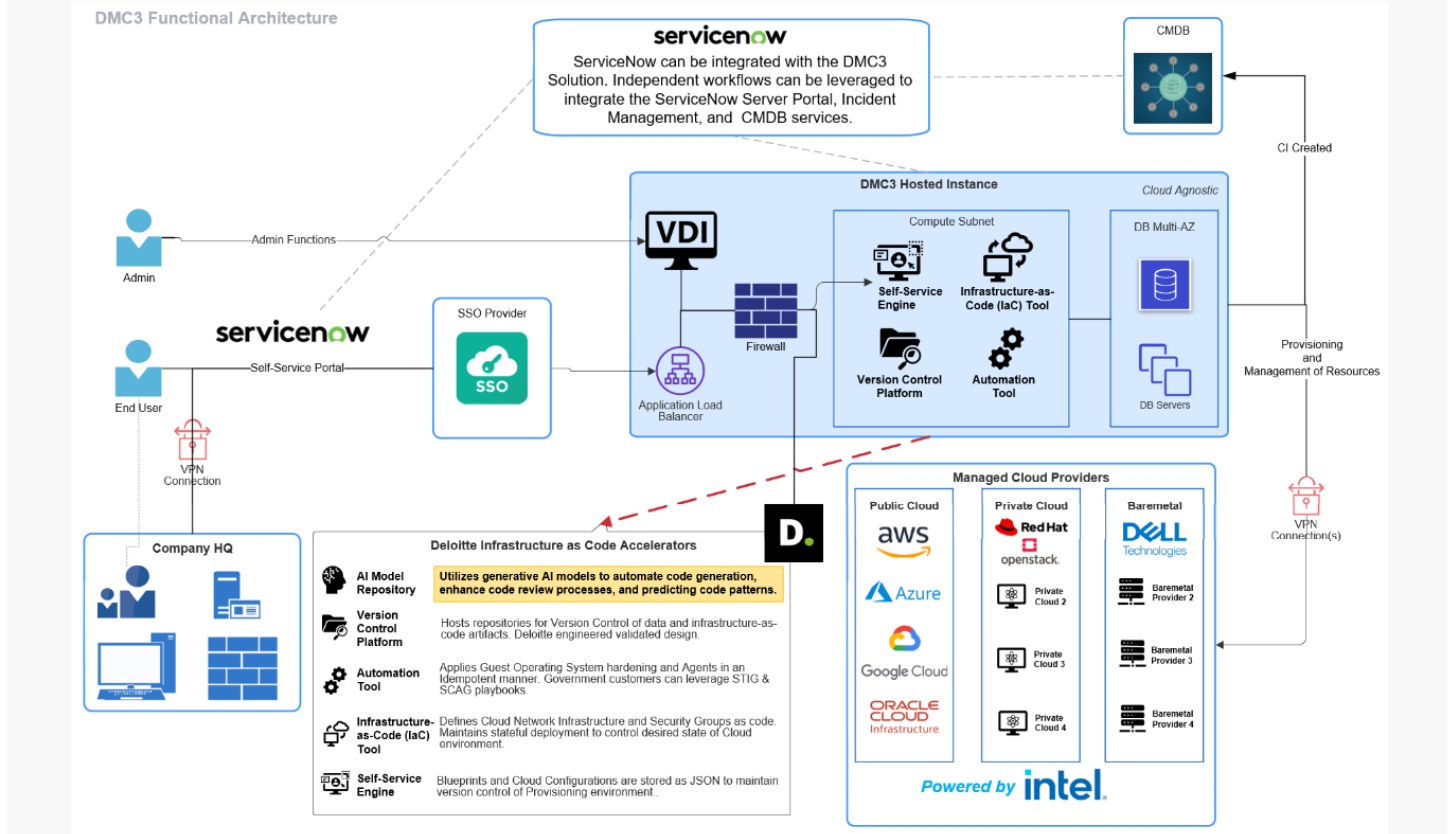 DMC3 Functional Architecture
servicenow
ServiceNow can be integrated with the DMC3
Solution. Independent workflows can be leveraged to
integrate the ServiceNow Server Portal, Incident
Management, and CMDB services.
CMDB
CI Created
DMC3 Hosted Instance
Cloud Agnostic
Admin
Admin Functions
VDI
Compute Subnet
Self-Service
Engine
Infrastructure-as-
Code (IaC) Tool
Version Control
Platform
Automation
Tool
DB Multi-AZ
DB Servers
Firewall
Application Load
Balancer
SSO Provider
SSO
servicenow
Self-Service Portal
End User
VPN
Connection
Provisioning
and
Management of Resources
VPN
Connection(s)
Company HQ
D.
Deloitte Infrastructure as Code Accelerators
AI Model
Repository
Utilizes generative AI models to automate code generation,
enhance code review processes, and predicting code patterns.
Version
Control
Platform
Hosts repositories for Version Control of data and infrastructure-as-
code artifacts. Deloitte engineered validated design.
Automation
Tool
Applies Guest Operating System hardening and Agents in an
Idempotent manner. Government customers can leverage STIG &
SCAG playbooks.
Infrastructure-
as-Code (IaC)
Tool
Defines Cloud Network Infrastructure and Security Groups as code.
Maintains stateful deployment to control desired state of Cloud
environment.
Self-Service
Engine
Blueprints and Cloud Configurations are stored as JSON to maintain
version control of Provisioning environment..
Managed Cloud Providers
Public Cloud
aws
Azure
Google Cloud
ORACLE
CLOUD
Infrastructure
Private Cloud
Red Hat
openstack.
Private
Cloud 2
Private
Cloud 3
Private
Cloud 4
Baremetal
DELL
Technologies
Baremetal
Provider 2
Baremetal
Provider 3
Baremetal
Provider 4
Powered by intel.